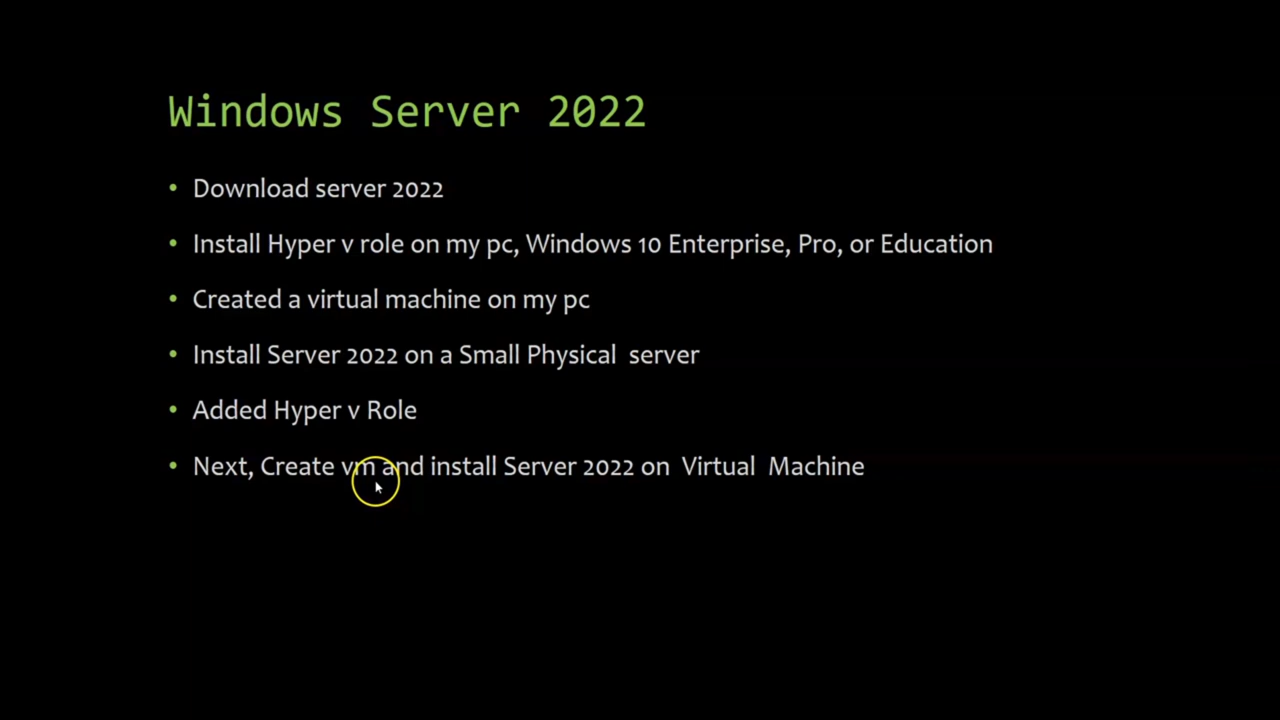 Windows Server 2022
• Download server 2022
• Install Hyper v role on my pc, Windows 10 Enterprise, Pro, or Education
• Created a virtual machine on my pc
• Install Server 2022 on a Small Physical  server
• Added Hyper v Role
• Next, Create vm and install Server 2022 on  Virtual  Machine